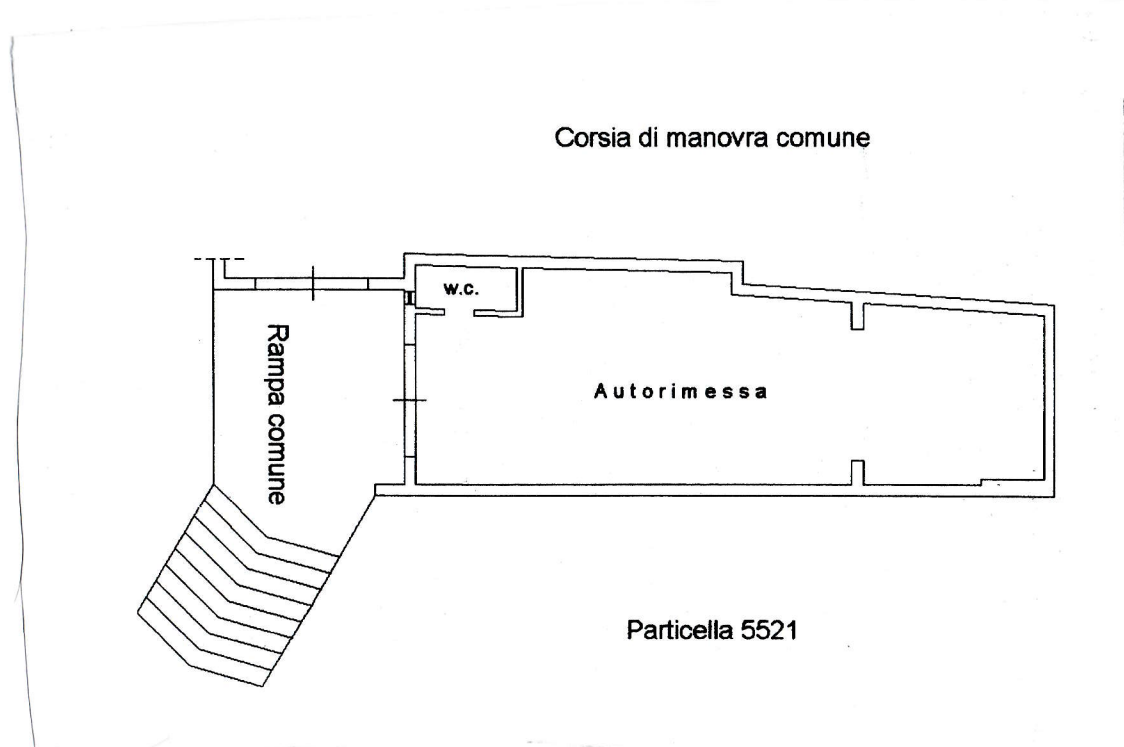 Corsia di manovra comune
w.c.
Rampa comune
Autorimessa
Particella 5521